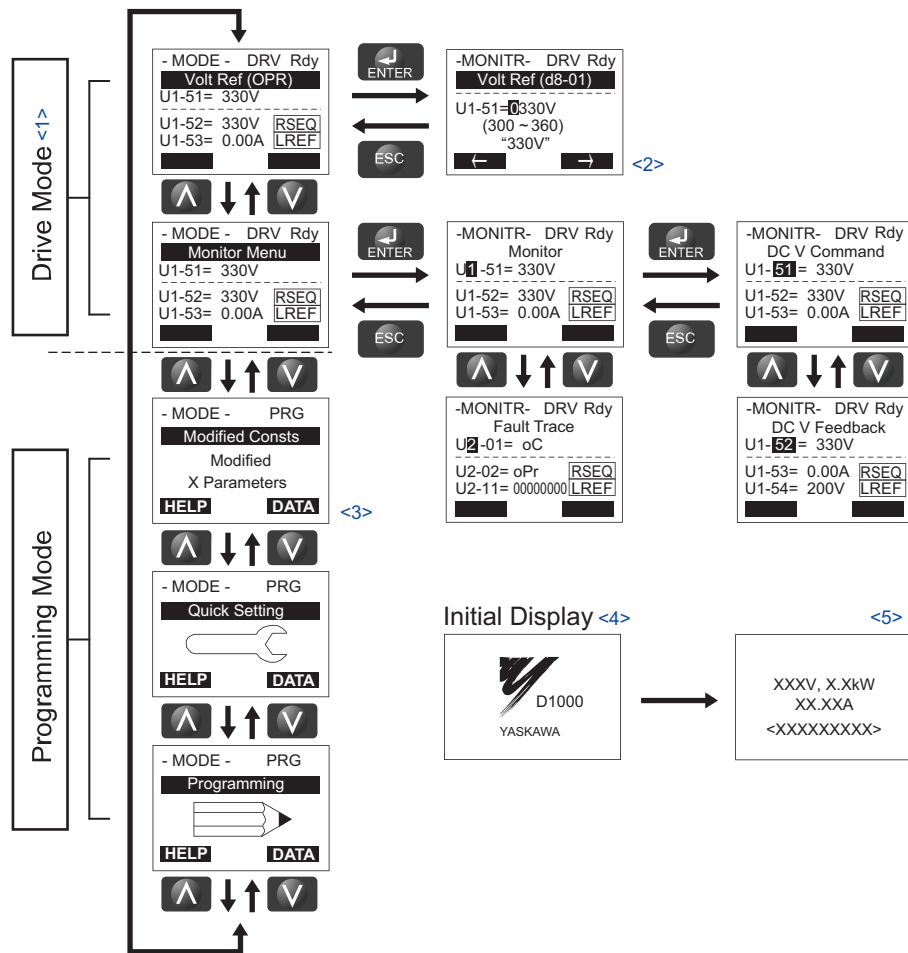 Drive Mode <1>
- MODE - DRV Rdy
Volt Ref (OPR)
U1-51= 330V
U1-52= 330V RSEQ
U1-53= 0.00A LREF
ENTER
ESC
-MONITR- DRV Rdy
Volt Ref (d8-01)
U1-51=0330V
(300 ~ 360)
“330V”
← →
<2>
- MODE - DRV Rdy
Monitor Menu
U1-51= 330V
U1-52= 330V RSEQ
U1-53= 0.00A LREF
ENTER
ESC
-MONITR- DRV Rdy
Monitor
U1 -51= 330V
U1-52= 330V RSEQ
U1-53= 0.00A LREF
ENTER
ESC
-MONITR- DRV Rdy
DC V Command
U1- 51 = 330V
U1-52= 330V RSEQ
U1-53= 0.00A LREF
-MONITR- DRV Rdy
Fault Trace
U2 -01= oC
U2-02= oPr RSEQ
U2-11= 00000000 LREF
-MONITR- DRV Rdy
DC V Feedback
U1- 52 = 330V
U1-53= 0.00A RSEQ
U1-54= 200V LREF
Programming Mode
- MODE - PRG
Modified Consts
Modified
X Parameters
HELP DATA
<3>
- MODE - PRG
Quick Setting
HELP DATA
- MODE - PRG
Programming
HELP DATA
Initial Display <4>
D1000
YASKAWA
<5>
XXXV, X.XkW
XX.XXA
<XXXXXXXXX>